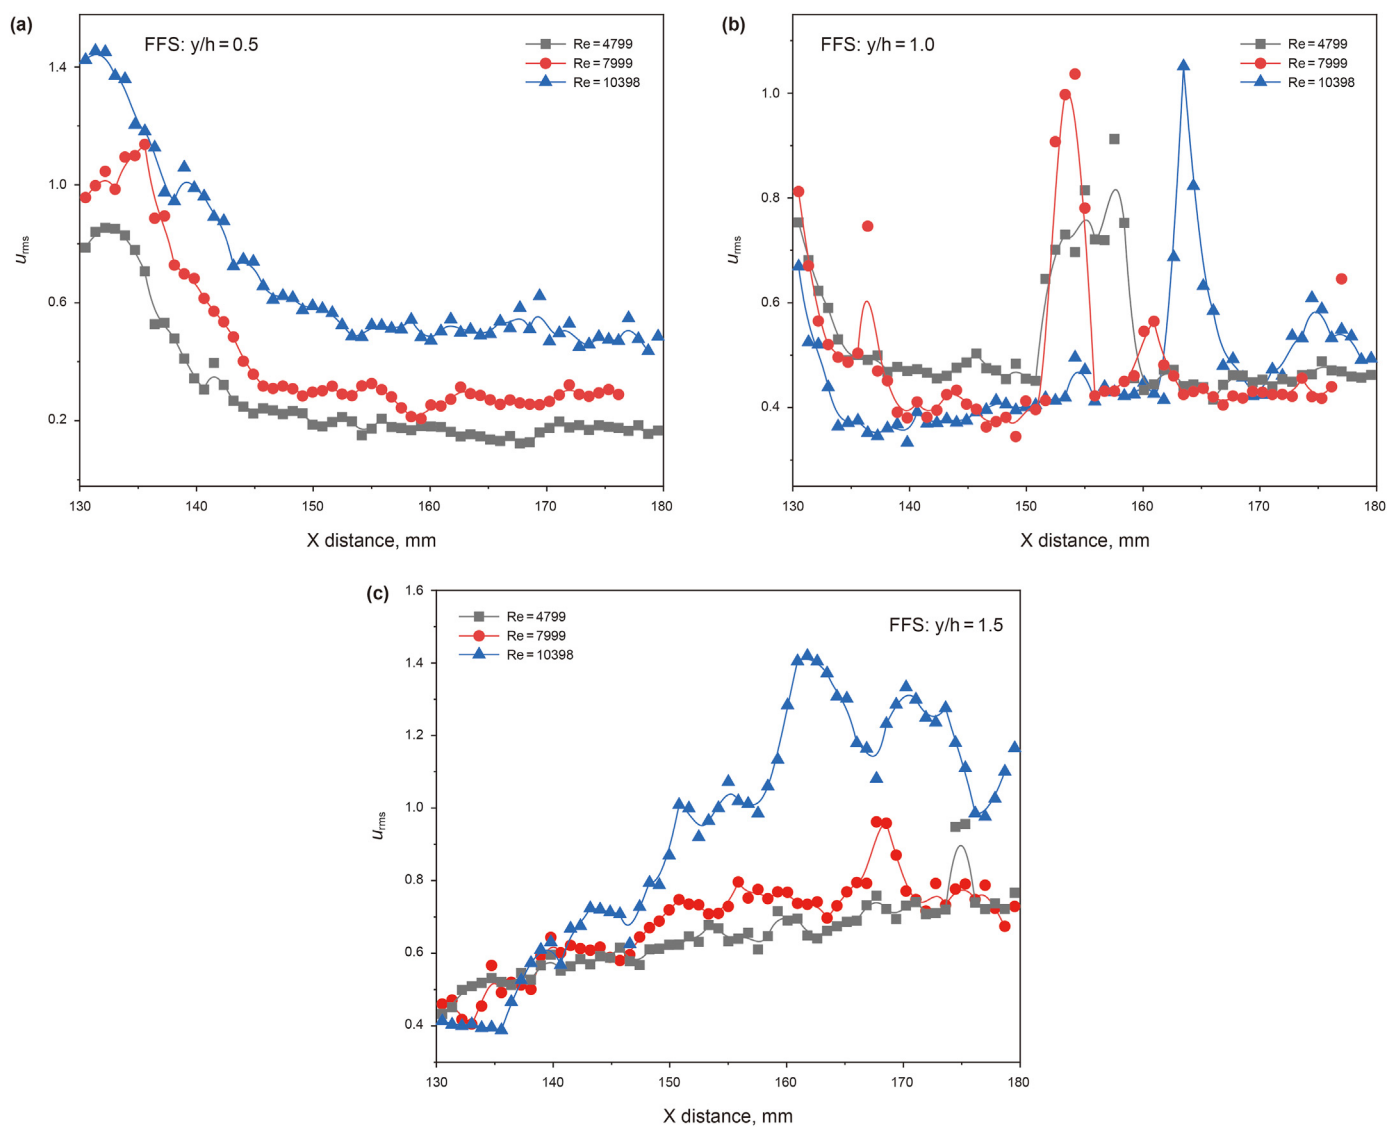 (a)
FFS: y/h = 0.5
Re = 4799
Re = 7999
Re = 10398
1.4
1.0
0.6
0.2
urms
130 140 150 160 170 180
X distance, mm
(b)
FFS: y/h = 1.0
Re = 4799
Re = 7999
Re = 10398
1.0
0.8
0.6
0.4
urms
130 140 150 160 170 180
X distance, mm
(c)
Re = 4799
Re = 7999
Re = 10398
FFS: y/h = 1.5
1.6
1.4
1.2
1.0
0.8
0.6
0.4
urms
130 140 150 160 170 180
X distance, mm